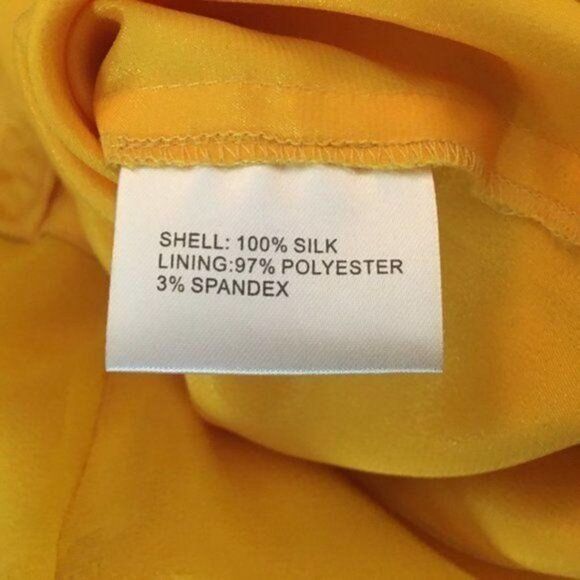 SHELL: 100% SILK
LINING:97% POLYESTER
3% SPANDEX